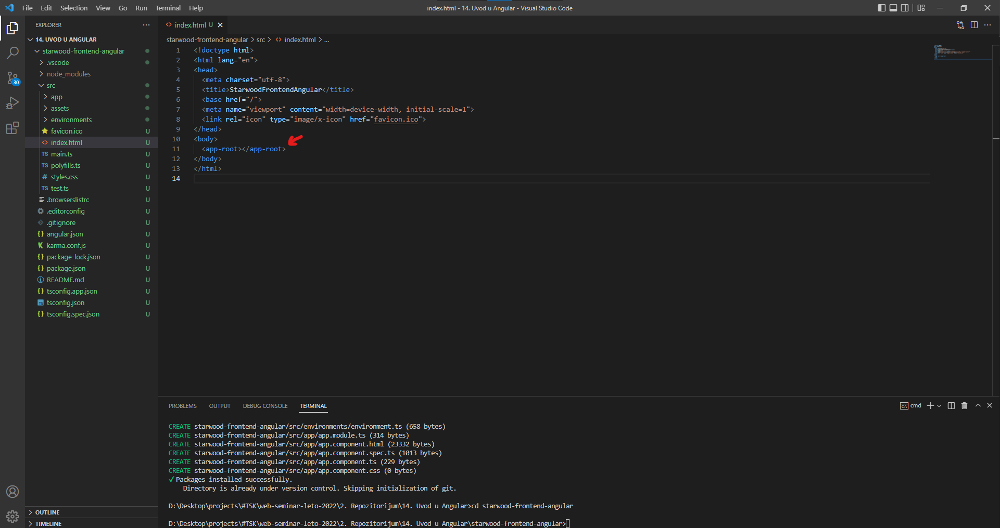 File Edit Selection View Go Run Terminal Help
index.html - 14. Uvod u Angular - Visual Studio Code
EXPLORER
14. UVOD U ANGULAR
starwood-frontend-angular
.vscode
node_modules
src
app
assets
environments
favicon.ico U
index.html U
TS main.ts U
TS polyfills.ts U
# styles.css U
TS test.ts U
.browserslistrc U
.editorconfig U
.gitignore U
{} angular.json U
karma.conf.js U
{} package-lock.json U
{} package.json U
README.md U
{} tsconfig.app.json U
TS tsconfig.json U
{} tsconfig.spec.json U
OUTLINE
TIMELINE
30
<> index.html U
starwood-frontend-angular > src > <> index.html > ...
1 <!doctype html>
2 <html lang="en">
3 <head>
4 <meta charset="utf-8">
5 <title>StarwoodFrontendAngular</title>
6 <base href="/">
7 <meta name="viewport" content="width=device-width, initial-scale=1">
8 <link rel="icon" type="image/x-icon" href="favicon.ico">
9 </head>
10 <body>
11 <app-root></app-root>
12 </body>
13 </html>
14
PROBLEMS OUTPUT DEBUG CONSOLE TERMINAL
cmd
CREATE starwood-frontend-angular/src/environments/environment.ts (658 bytes)
CREATE starwood-frontend-angular/src/app/app.module.ts (314 bytes)
CREATE starwood-frontend-angular/src/app/app.component.html (23332 bytes)
CREATE starwood-frontend-angular/src/app/app.component.spec.ts (1013 bytes)
CREATE starwood-frontend-angular/src/app/app.component.ts (229 bytes)
CREATE starwood-frontend-angular/src/app/app.component.css (0 bytes)
✓ Packages installed successfully.
Directory is already under version control. Skipping initialization of git.
D:\Desktop\projects\#TSK\web-seminar-leto-2022\2. Repozitorijum\14. Uvod u Angular>cd starwood-frontend-angular
D:\Desktop\projects\#TSK\web-seminar-leto-2022\2. Repozitorijum\14. Uvod u Angular\starwood-frontend-angular>